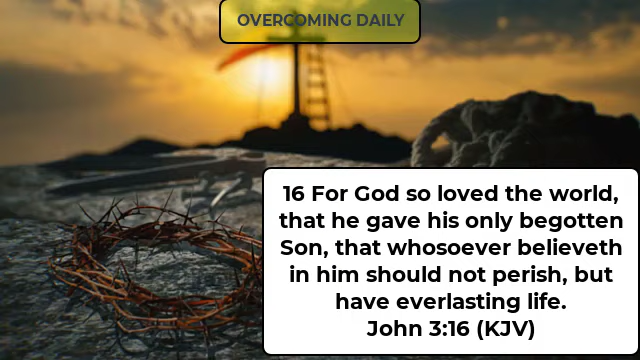 OVERCOMING DAILY
16 For God so loved the world,
that he gave his only begotten
Son, that whosoever believeth
in him should not perish, but
have everlasting life.
John 3:16 (KJV)